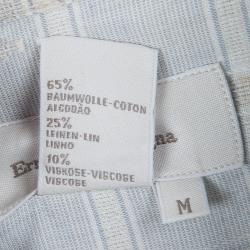 65%
BAUMWOLLE-COTON
ALGODÃO
25%
LEINEN-LIN
LINHO
10%
VISKOSE-VISCOSE
VISCOSE
M